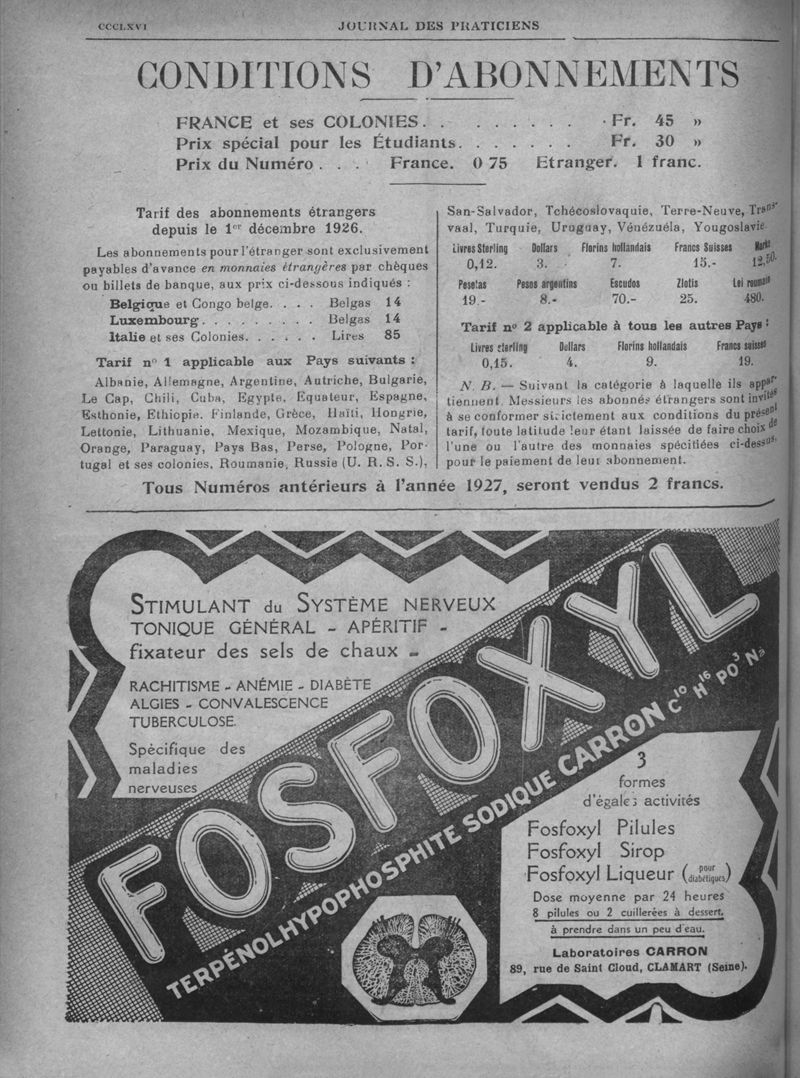 CCCLXVI
JOURNAL DES PRATICIENS
CONDITIONS D'ABONNEMENTS
FRANCE et ses COLONIES. . . . . . . . . . Fr. 45 »
Prix spécial pour les Étudiants. . . . . . . Fr. 30 »
Prix du Numéro . . . France. 0 75 Etranger. 1 franc.
Tarif des abonnements étrangers
depuis le 1er décembre 1926.
Les abonnements pour l'étranger sont exclusivement
payables d'avance en monnaies étrangères par chèques
ou billets de banque, aux prix ci-dessous indiqués :
Belgique et Congo belge. . . . Belgas 14
Luxembourg. . . . . . . . . Belgas 14
Italie et ses Colonies. . . . . . Lires 85
Tarif n° 1 applicable aux Pays suivants :
Albanie, Allemagne, Argentine, Autriche, Bulgarie,
Le Cap, Chili, Cuba, Egypte, Equateur, Espagne,
Esthonie, Ethiopie. Finlande, Grèce, Haïti, Hongrie,
Lettonie, Lithuanie, Mexique, Mozambique, Natal,
Orange, Paraguay, Pays Bas, Perse, Pologne, Por-
tugal et ses colonies, Roumanie, Russie (U. R. S. S.),
San-Salvador, Tchécoslovaquie, Terre-Neuve, Trans-
vaal, Turquie, Uruguay, Vénézuéla, Yougoslavie.
Livres Sterling Dollars Florins hollandais Francs Suisses Marks
0,12. 3. 7. 15.- 12,50.
Pesetas Pesos argentins Escudos Zlotis Lei roumain
19.- 8.- 70.- 25. 480.
Tarif n° 2 applicable à tous les autres Pays :
Livres sterling Dollars Florins hollandais Francs suisses
0,15. 4. 9. 19.
N. B. — Suivant la catégorie à laquelle ils appar-
tiennent. Messieurs les abonnés étrangers sont invités
à se conformer strictement aux conditions du présent
tarif, toute latitude leur étant laissée de faire choix de
l'une ou l'autre des monnaies spécifiées ci-dessus,
pour le paiement de leur abonnement.
Tous Numéros antérieurs à l'année 1927, seront vendus 2 francs.
STIMULANT du SYSTÈME NERVEUX
TONIQUE GÉNÉRAL - APÉRITIF -
fixateur des sels de chaux -
RACHITISME - ANÉMIE - DIABÈTE
ALGIES - CONVALESCENCE
TUBERCULOSE.
Spécifique des
maladies
nerveuses
FOSFOXYL
TERPÉNOLHYPOPHOSPHITE SODIQUE CARRON C10 H16 PO3 Na
3
formes
d'égales activités
Fosfoxyl Pilules
Fosfoxyl Sirop
Fosfoxyl Liqueur (pour diabétiques)
Dose moyenne par 24 heures
8 pilules ou 2 cuillerées à dessert,
à prendre dans un peu d'eau.
Laboratoires CARRON
89, rue de Saint Cloud, CLAMART (Seine).